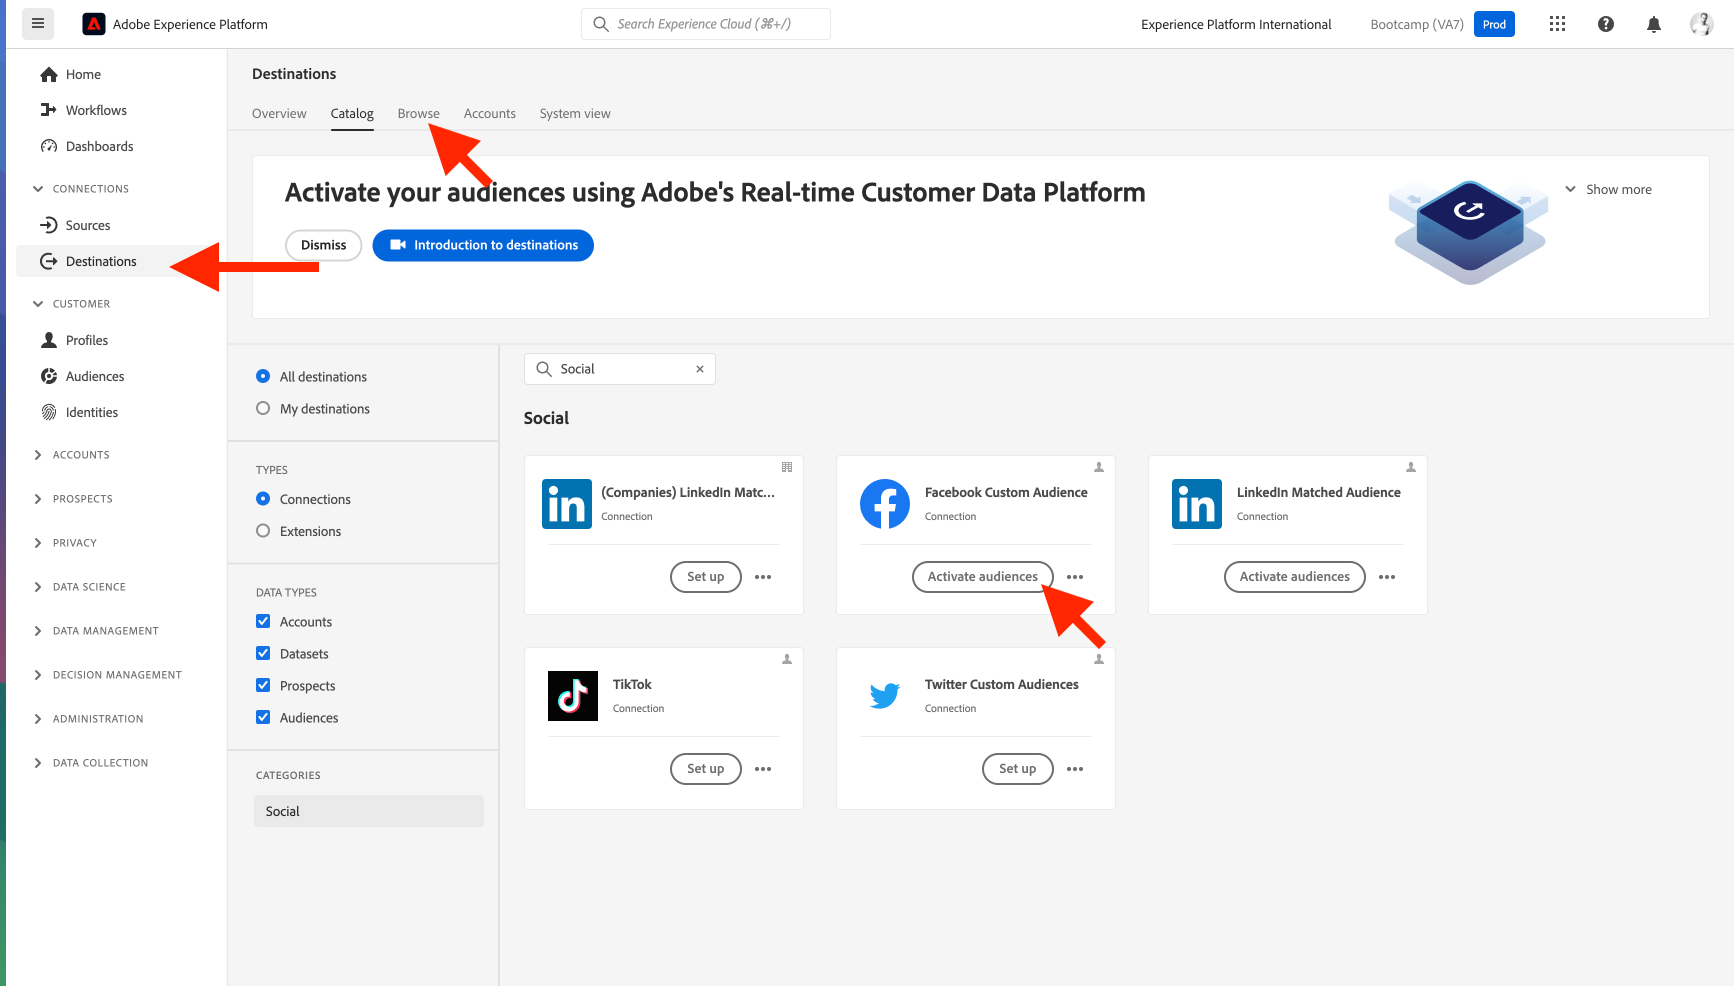 Adobe Experience Platform
Search Experience Cloud (⌘+/)
Experience Platform International
Bootcamp (VA7)
Prod
Home
Workflows
Dashboards
CONNECTIONS
Sources
Destinations
CUSTOMER
Profiles
Audiences
Identities
ACCOUNTS
PROSPECTS
PRIVACY
DATA SCIENCE
DATA MANAGEMENT
DECISION MANAGEMENT
ADMINISTRATION
DATA COLLECTION
Destinations
Overview Catalog Browse Accounts System view
Activate your audiences using Adobe's Real-time Customer Data Platform
Show more
Dismiss
Introduction to destinations
All destinations
My destinations
TYPES
Connections
Extensions
DATA TYPES
Accounts
Datasets
Prospects
Audiences
CATEGORIES
Social
Social
Social
(Companies) LinkedIn Matc...
Connection
Set up
Facebook Custom Audience
Connection
Activate audiences
LinkedIn Matched Audience
Connection
Activate audiences
TikTok
Connection
Set up
Twitter Custom Audiences
Connection
Set up